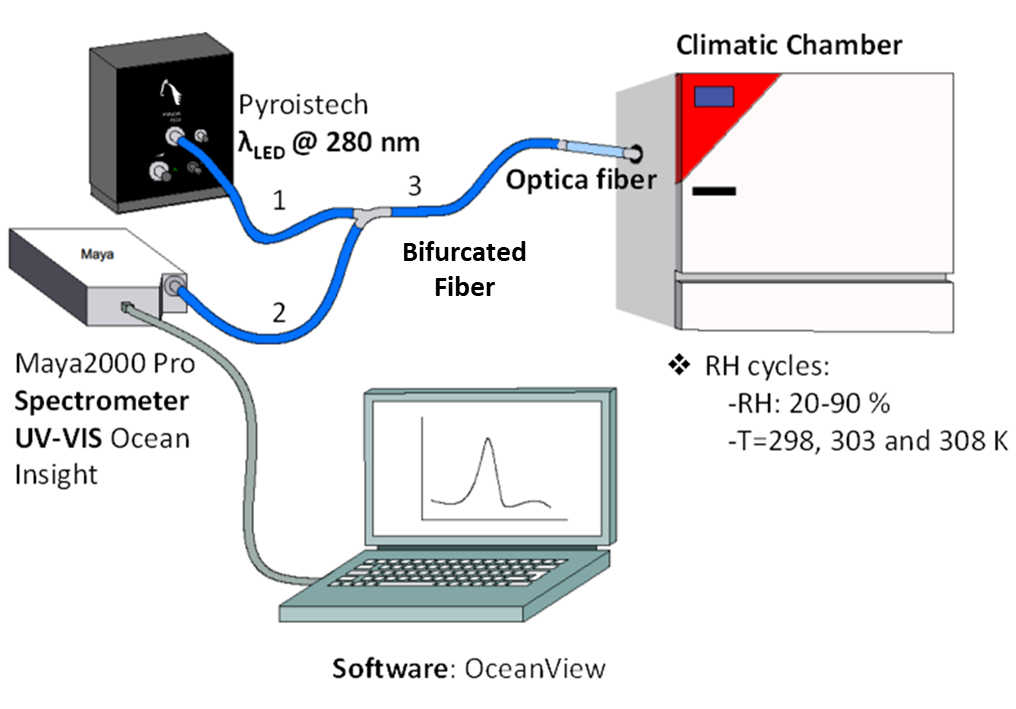 Climatic Chamber
Pyroistech
λLED @ 280 nm
Optica fiber
1
3
Bifurcated
Fiber
Maya
2
Maya2000 Pro
Spectrometer
UV-VIS Ocean
Insight
❖ RH cycles:
-RH: 20-90 %
-T=298, 303 and 308 K
Software: OceanView